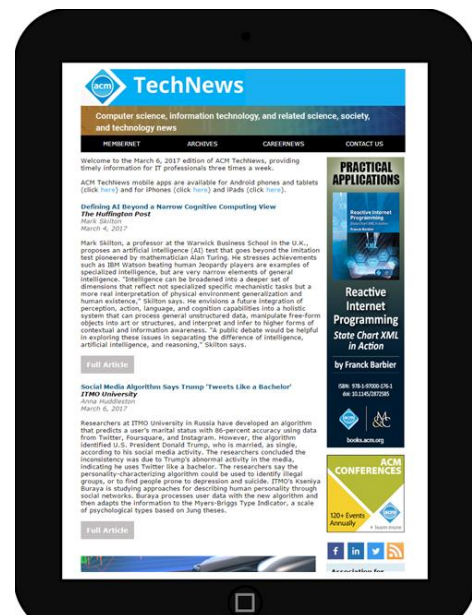 acm TechNews
Computer science, information technology, and related science, society,
and technology news
MEMBERNET ARCHIVES CAREERNEWS CONTACT US
Welcome to the March 6, 2017 edition of ACM TechNews, providing
timely information for IT professionals three times a week.
ACM TechNews mobile apps are available for Android phones and tablets
(click here) and for iPhones (click here) and iPads (click here).
Defining AI Beyond a Narrow Cognitive Computing View
The Huffington Post
Mark Skilton
March 4, 2017
Mark Skilton, a professor at the Warwick Business School in the U.K.,
proposes an artificial intelligence (AI) test that goes beyond the imitation
test pioneered by mathematician Alan Turing. He stresses achievements
such as IBM Watson beating human Jeopardy players are examples of
specialized intelligence, but are very narrow elements of general
intelligence. "Intelligence can be broadened into a deeper set of
dimensions that reflect not specialized specific mechanistic tasks but a
more real interpretation of physical environment generalization and
human existence," Skilton says. He envisions a future integration of
perception, action, language, and cognition capabilities into a holistic
system that can process general unstructured data, manipulate free-form
objects into art or structures, and interpret and infer to higher forms of
contextual and information awareness. "A public debate would be helpful
in exploring these issues in separating the difference of intelligence,
artificial intelligence, and reasoning," Skilton says.
Full Article
Social Media Algorithm Says Trump 'Tweets Like a Bachelor'
ITMO University
Anna Huddleston
March 6, 2017
Researchers at ITMO University in Russia have developed an algorithm
that predicts a user's marital status with 86-percent accuracy using data
from Twitter, Foursquare, and Instagram. However, the algorithm
identified U.S. President Donald Trump, who is married, as single,
according to his social media activity. The researchers concluded the
inconsistency was due to Trump's abnormal activity in the media,
indicating he uses Twitter like a bachelor. The researchers say the
personality-characterizing algorithm could be used to identify illegal
groups, or to find people prone to depression and suicide. ITMO's Kseniya
Buraya is studying approaches for describing human personality through
social networks. Buraya processes user data with the new algorithm and
then adapts the information to the Myers-Briggs Type Indicator, a scale
of psychological types based on Jung theses.
Full Article
PRACTICAL
APPLICATIONS
Reactive Internet
Programming
State Chart XML in Action
Franck Barbier
Reactive
Internet
Programming
State Chart XML
in Action
by Franck Barbier
ISBN: 978-1-97000-176-1
doi: 10.1145/2872585
books.acm.org
ACM
CONFERENCES
120+ Events
Annually
+ learn more
Association for